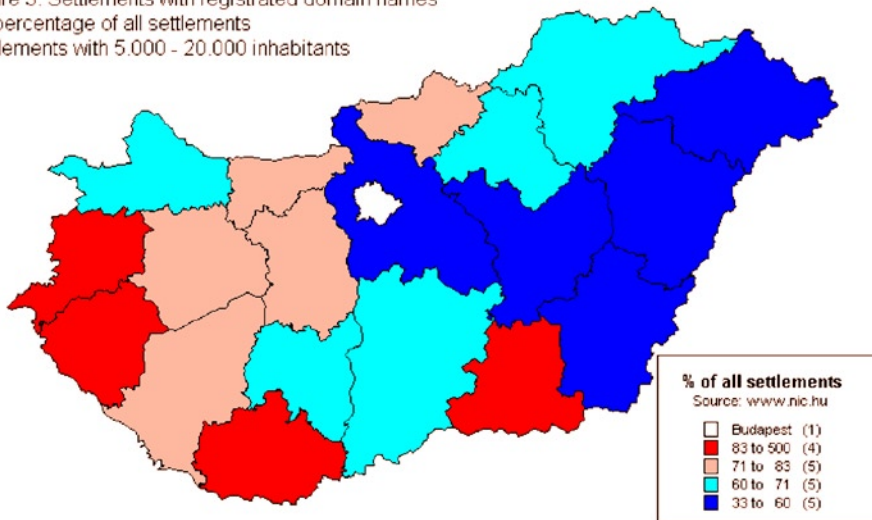 percentage of all settlements
lements with 5.000 - 20.000 inhabitants
% of all settlements
Source: www.nic.hu
Budapest (1)
83 to 500 (4)
71 to 83 (5)
60 to 71 (5)
33 to 60 (5)